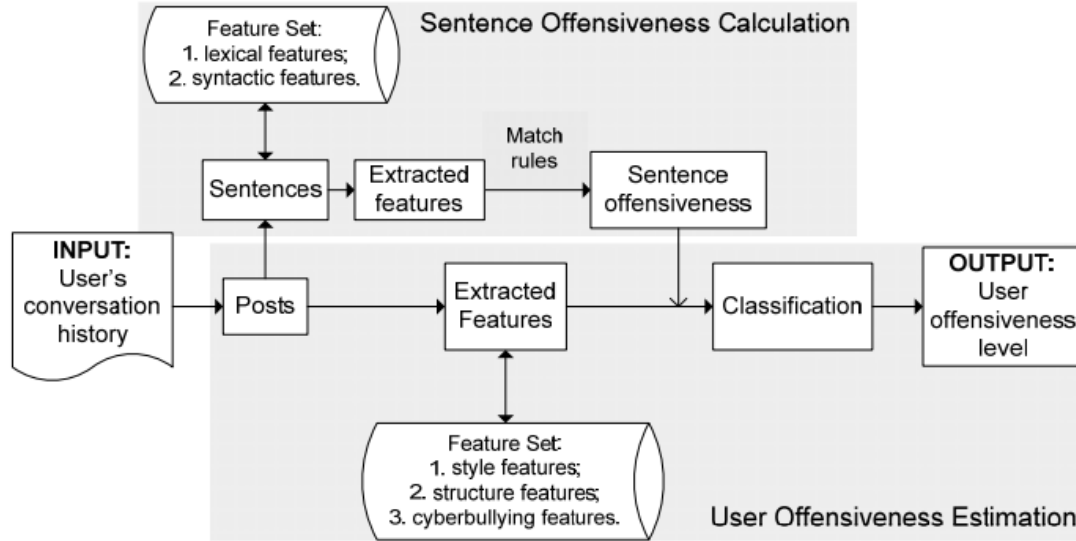 Feature Set:
1. lexical features;
2. syntactic features.
Sentence Offensiveness Calculation
Match
rules
Sentences
Extracted
features
Sentence
offensiveness
INPUT:
User's
conversation
history
Posts
Extracted
Features
Classification
OUTPUT:
User
offensiveness
level
Feature Set:
1. style features;
2. structure features;
3. cyberbullying features.
User Offensiveness Estimation